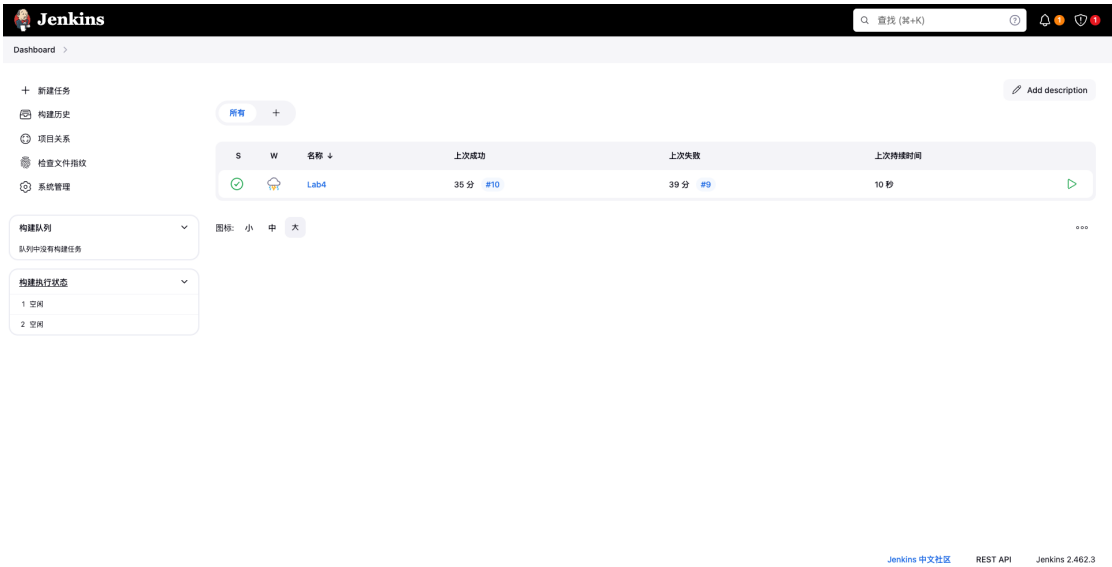 Jenkins
查找 (⌘+K)
1
1
Dashboard
新建任务
构建历史
项目关系
检查文件指纹
系统管理
构建队列
队列中没有构建任务
构建执行状态
1 空闲
2 空闲
Add description
所有 +
S W 名称 ↓ 上次成功 上次失败 上次持续时间
Lab4 35 分 #10 39 分 #9 10 秒
图标: 小 中 大
Jenkins 中文社区 REST API Jenkins 2.462.3